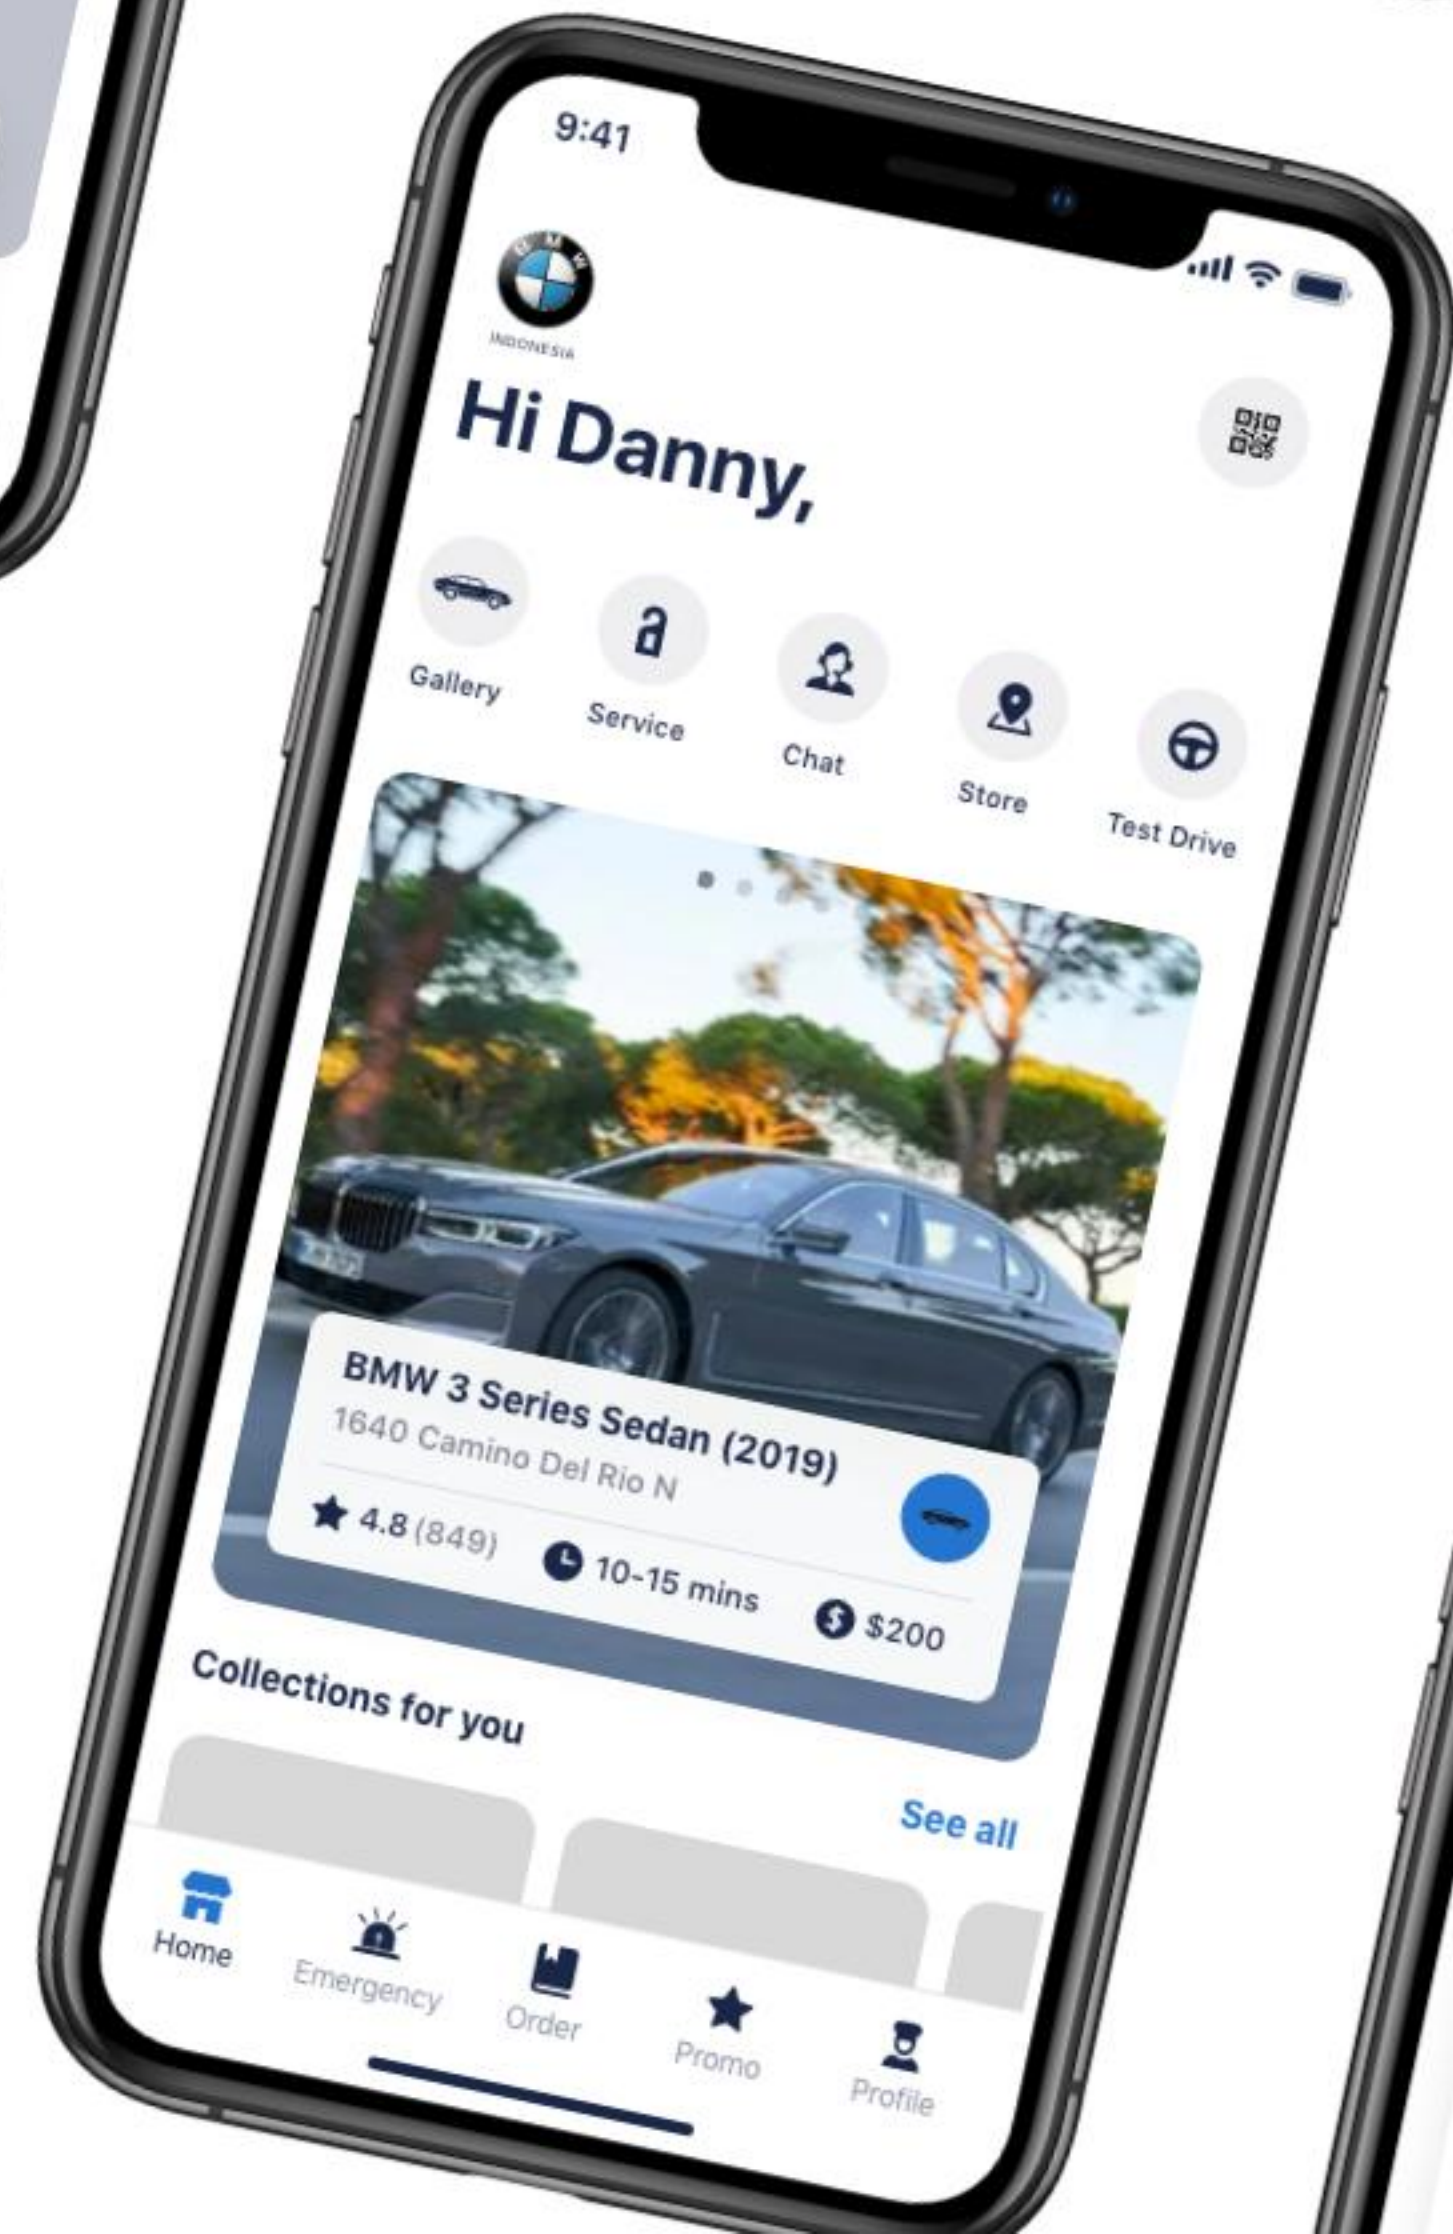 9:41
BMW
INDONESIA
Hi Danny,
Gallery
Service
Chat
Store
Test Drive
BMW 3 Series Sedan (2019)
1640 Camino Del Rio N
4.8 (849)
10-15 mins
$200
Collections for you
See all
Home
Emergency
Order
Promo
Profile